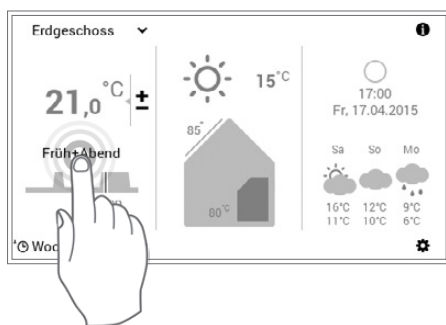 Erdgeschoss
21,0 °C
±
Früh+Abend
15°C
85°
80°C
17:00
Fr, 17.04.2015
Sa So Mo
16°C 12°C 9°C
11°C 10°C 6°C